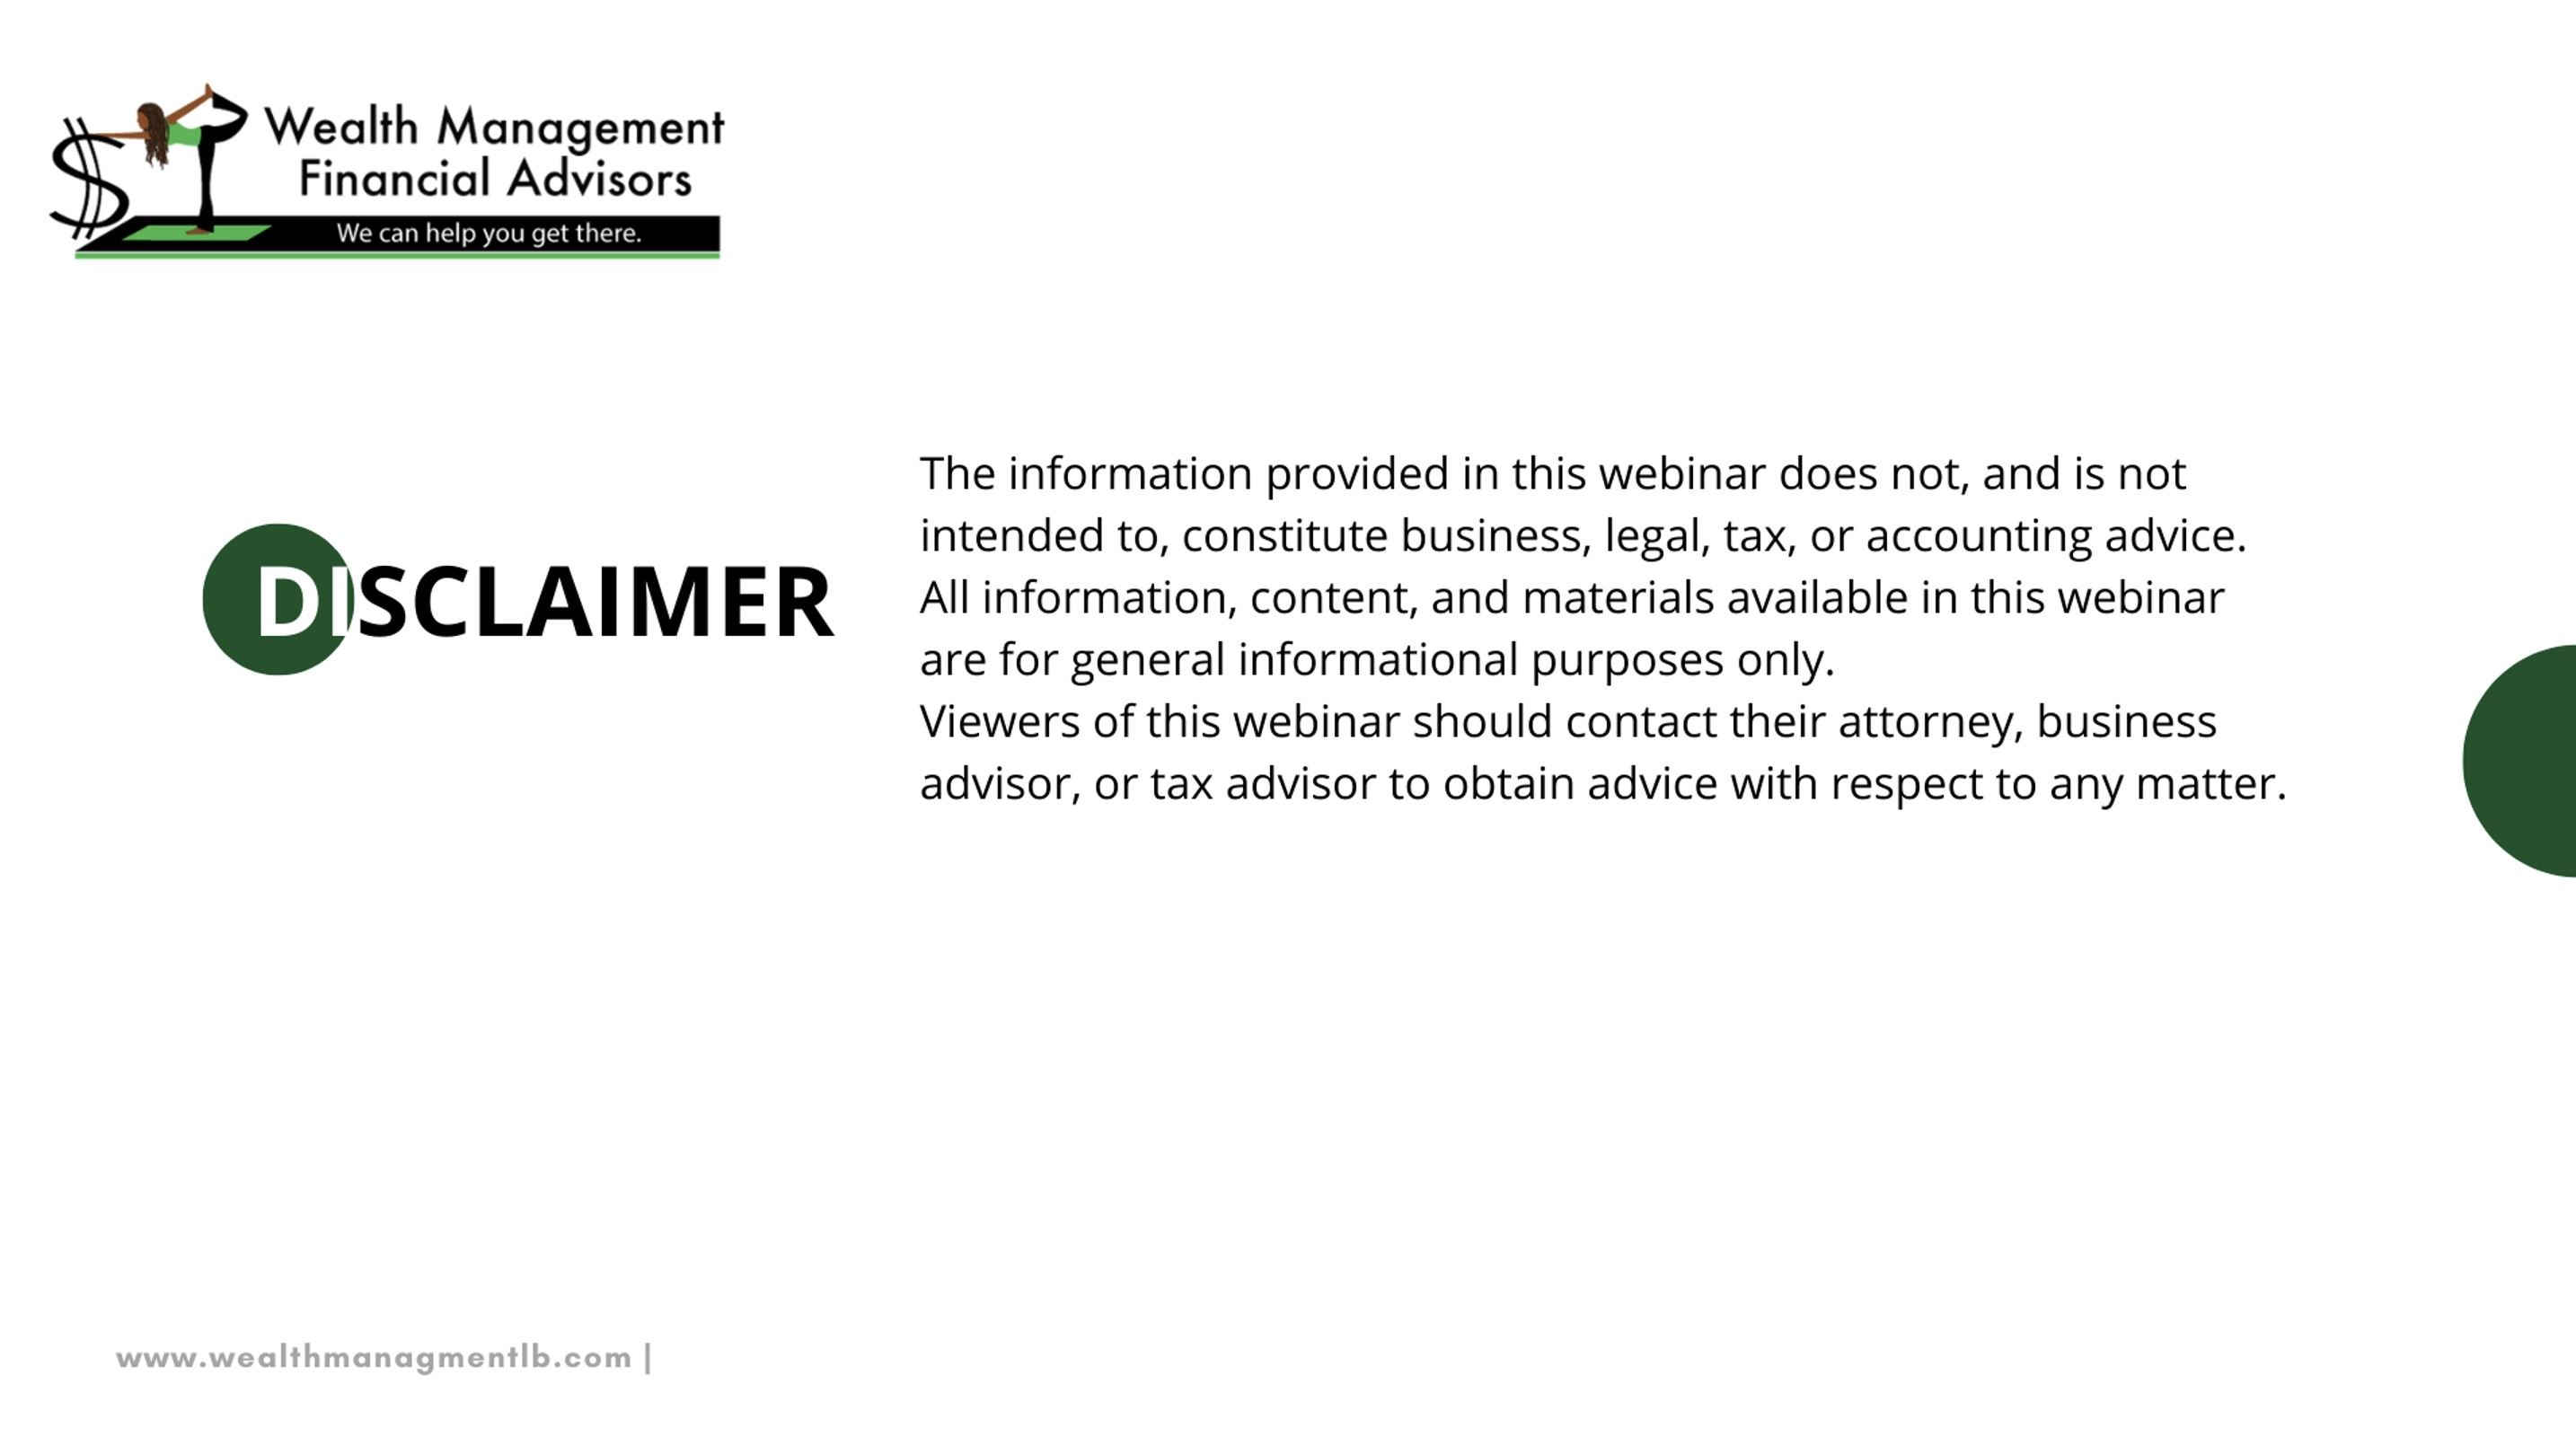 Wealth Management
Financial Advisors
We can help you get there.
DISCLAIMER
The information provided in this webinar does not, and is not
intended to, constitute business, legal, tax, or accounting advice.
All information, content, and materials available in this webinar
are for general informational purposes only.
Viewers of this webinar should contact their attorney, business
advisor, or tax advisor to obtain advice with respect to any matter.
www.wealthmanagmentlb.com |